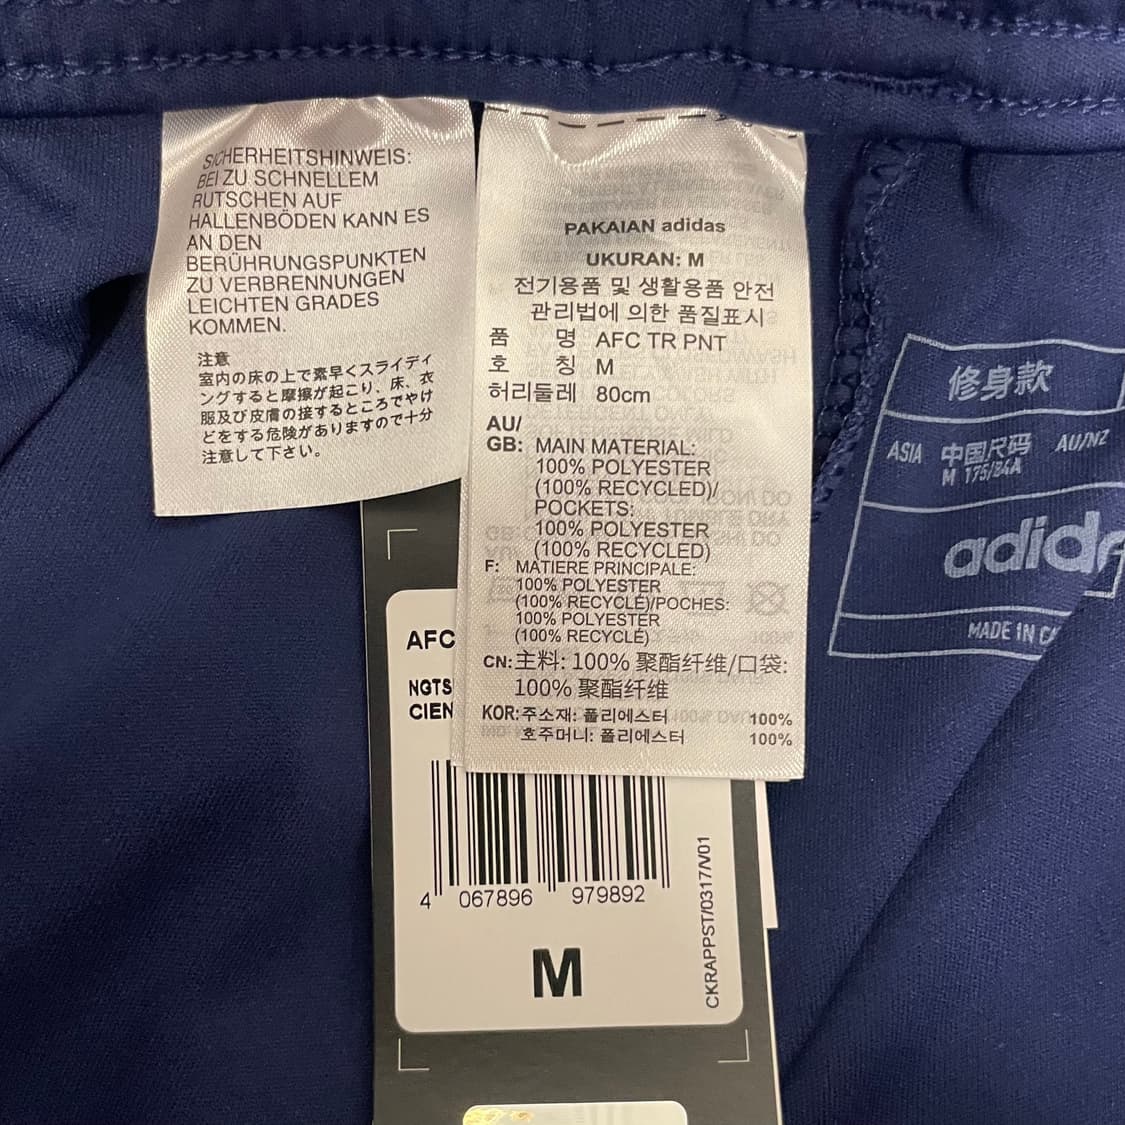 SICHERHEITSHINWEIS:
BEI ZU SCHNELLEM
RUTSCHEN AUF
HALLENBÖDEN KANN ES
AN DEN
BERÜHRUNGSPUNKTEN
ZU VERBRENNUNGEN
LEICHTEN GRADES
KOMMEN.
注意
室内の床の上で素早くスライディ
ングすると摩擦が起こり、床、衣
服及び皮膚の接するところでやけ
どをする危険がありますので十分
注意して下さい。
PAKAIAN adidas
UKURAN: M
전기용품 및 생활용품 안전
관리법에 의한 품질표시
품 명 AFC TR PNT
호 칭 M
허리둘레 80cm
AU/
GB: MAIN MATERIAL:
100% POLYESTER
(100% RECYCLED)/
POCKETS:
100% POLYESTER
(100% RECYCLED)
F: MATIERE PRINCIPALE:
100% POLYESTER
(100% RECYCLÉ)/POCHES:
100% POLYESTER
(100% RECYCLÉ)
CN: 主料: 100% 聚酯纤维/口袋:
100% 聚酯纤维
KOR: 주소재: 폴리에스터 100%
호주머니: 폴리에스터 100%
修身款
ASIA 中国尺码 AU/NZ
M 175/84A
adida
MADE IN CA
AFC
NGTS
CIEN
4 067896 979892
M
CKRAPPST/0317/V01